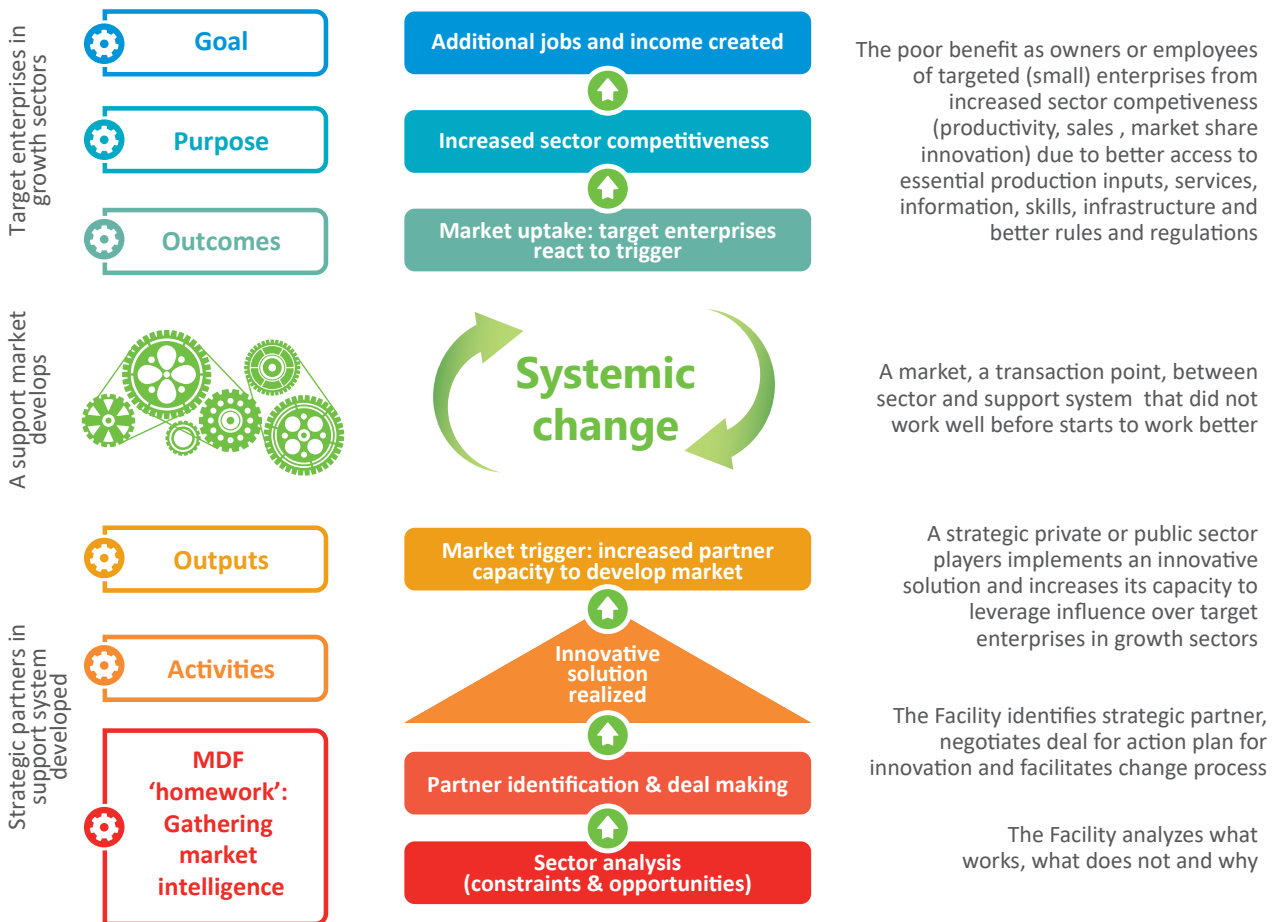 Target enterprises in
growth sectors
Goal
Additional jobs and income created
Purpose
Increased sector competitiveness
Outcomes
Market uptake: target enterprises
react to trigger
The poor benefit as owners or employees
of targeted (small) enterprises from
increased sector competiveness
(productivity, sales , market share
innovation) due to better access to
essential production inputs, services,
information, skills, infrastructure and
better rules and regulations
A support market
develops
Systemic
change
A market, a transaction point, between
sector and support system that did not
work well before starts to work better
Strategic partners in
support system
developed
Outputs
Market trigger: increased partner
capacity to develop market
A strategic private or public sector
players implements an innovative
solution and increases its capacity to
leverage influence over target
enterprises in growth sectors
Activities
Innovative
solution
realized
MDF
‘homework’:
Gathering
market
intelligence
Partner identification & deal making
The Facility identifies strategic partner,
negotiates deal for action plan for
innovation and facilitates change process
Sector analysis
(constraints & opportunities)
The Facility analyzes what
works, what does not and why